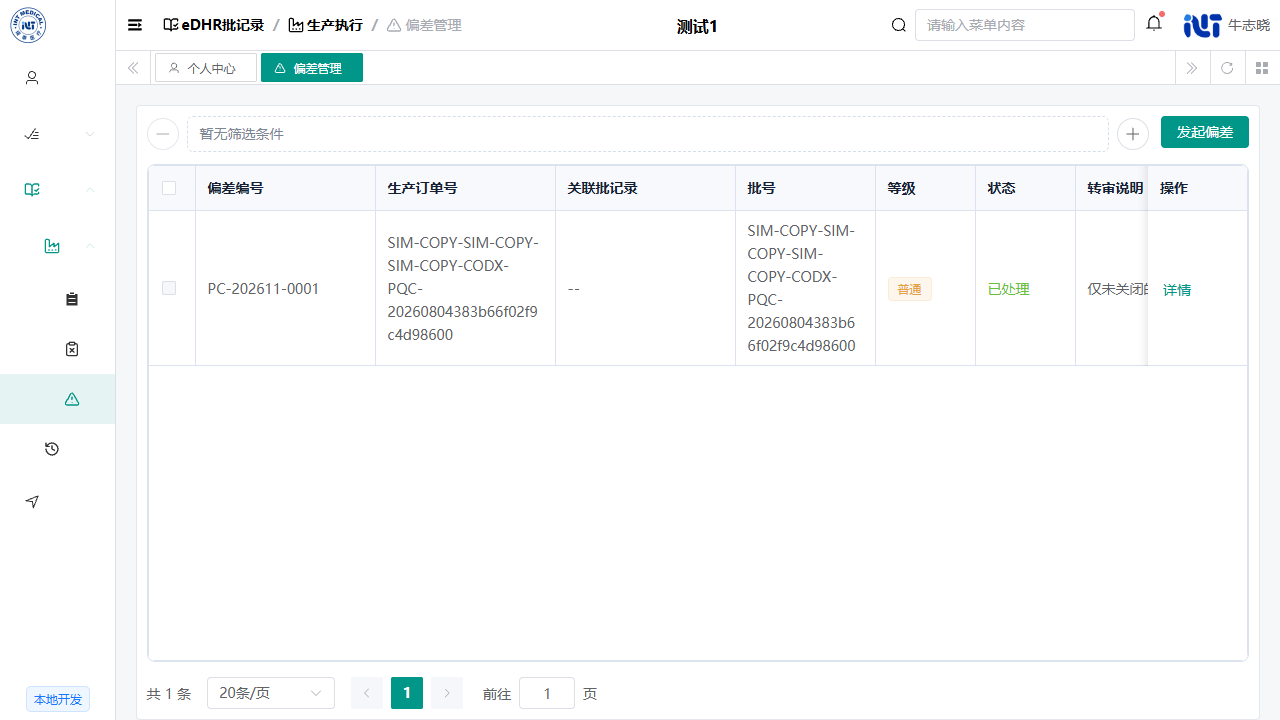 eDHR批记录 / 生产执行 / 偏差管理
测试1
请输入菜单内容
牛志晓
个人中心
偏差管理
暂无筛选条件
发起偏差
偏差编号 生产订单号 关联批记录 批号 等级 状态 转审说明 操作
PC-202611-0001
SIM-COPY-SIM-COPY-
SIM-COPY-CODX-
PQC-
20260804383b66f02f9
c4d98600
--
SIM-COPY-SIM-
COPY-SIM-
COPY-CODX-
PQC-
20260804383b6
6f02f9c4d98600
普通
已处理
仅未关闭的
详情
共 1 条
20条/页
1
前往 1 页
本地开发